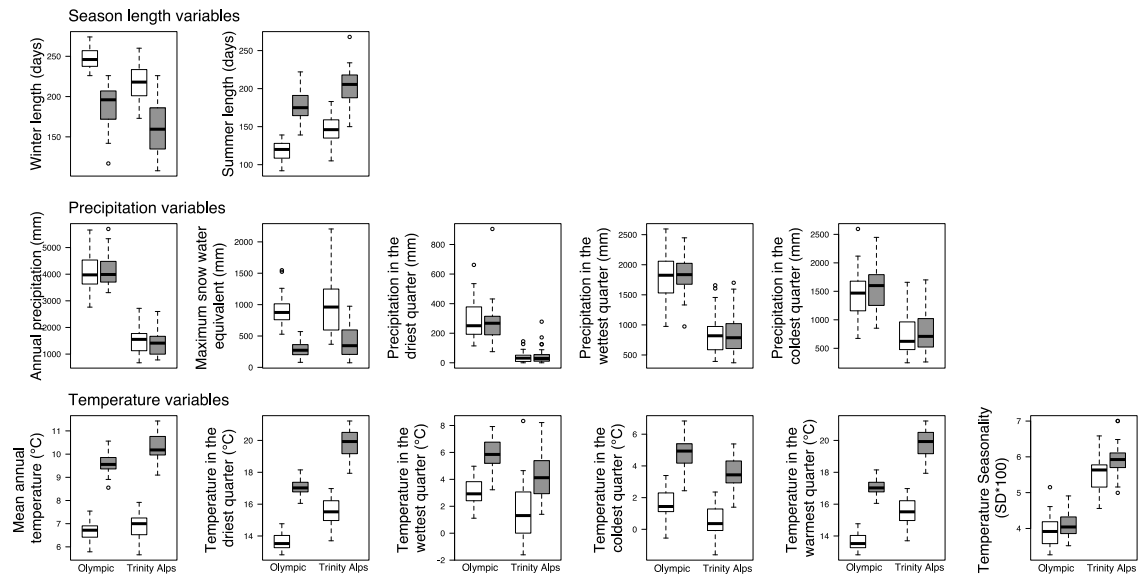 Season length variables
Winter length (days)
250
200
150
Summer length (days)
250
200
150
100
Precipitation variables
Annual precipitation (mm)
5000
4000
3000
2000
1000
Maximum snow water
equivalent (mm)
2000
1500
1000
500
0
Precipitation in the
driest quarter (mm)
800
600
400
200
0
Precipitation in the
wettest quarter (mm)
2500
2000
1500
1000
500
Precipitation in the
coldest quarter (mm)
2500
2000
1500
1000
500
Temperature variables
Mean annual
temperature (°C)
11
10
9
8
7
6
Olympic Trinity Alps
Temperature in the
driest quarter (°C)
20
18
16
14
Olympic Trinity Alps
Temperature in the
wettest quarter (°C)
8
6
4
2
0
−2
Olympic Trinity Alps
Temperature in the
coldest quarter (°C)
6
4
2
0
Olympic Trinity Alps
Temperature in the
warmest quarter (°C)
20
18
16
14
Olympic Trinity Alps
Temperature Seasonality
(SD*100)
7
6
5
4
Olympic Trinity Alps